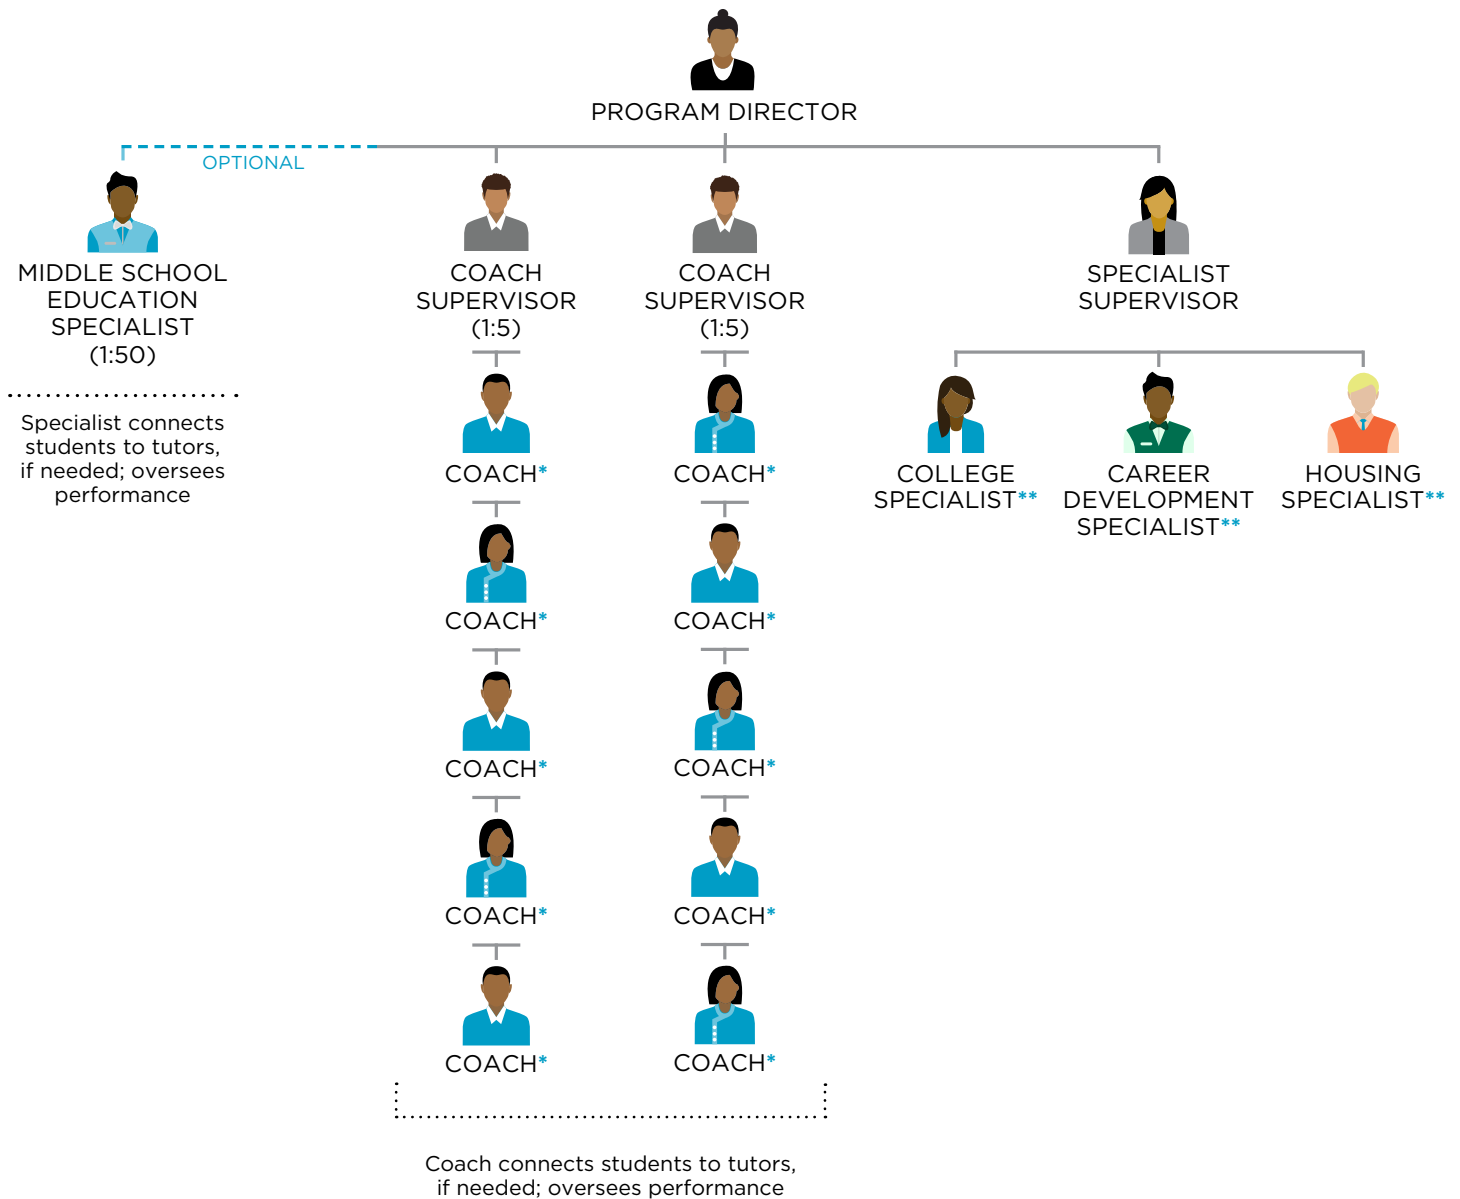 PROGRAM DIRECTOR
OPTIONAL
MIDDLE SCHOOL
EDUCATION
SPECIALIST
(1:50)
Specialist connects
students to tutors,
if needed; oversees
performance
COACH
SUPERVISOR
(1:5)
COACH*
COACH*
COACH*
COACH*
COACH*
COACH
SUPERVISOR
(1:5)
COACH*
COACH*
COACH*
COACH*
COACH*
Coach connects students to tutors,
if needed; oversees performance
SPECIALIST
SUPERVISOR
COLLEGE
SPECIALIST**
CAREER
DEVELOPMENT
SPECIALIST**
HOUSING
SPECIALIST**